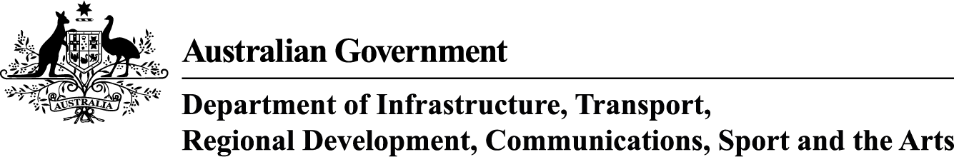 Australian Government
AUSTRALIA
Department of Infrastructure, Transport,
Regional Development, Communications, Sport and the Arts